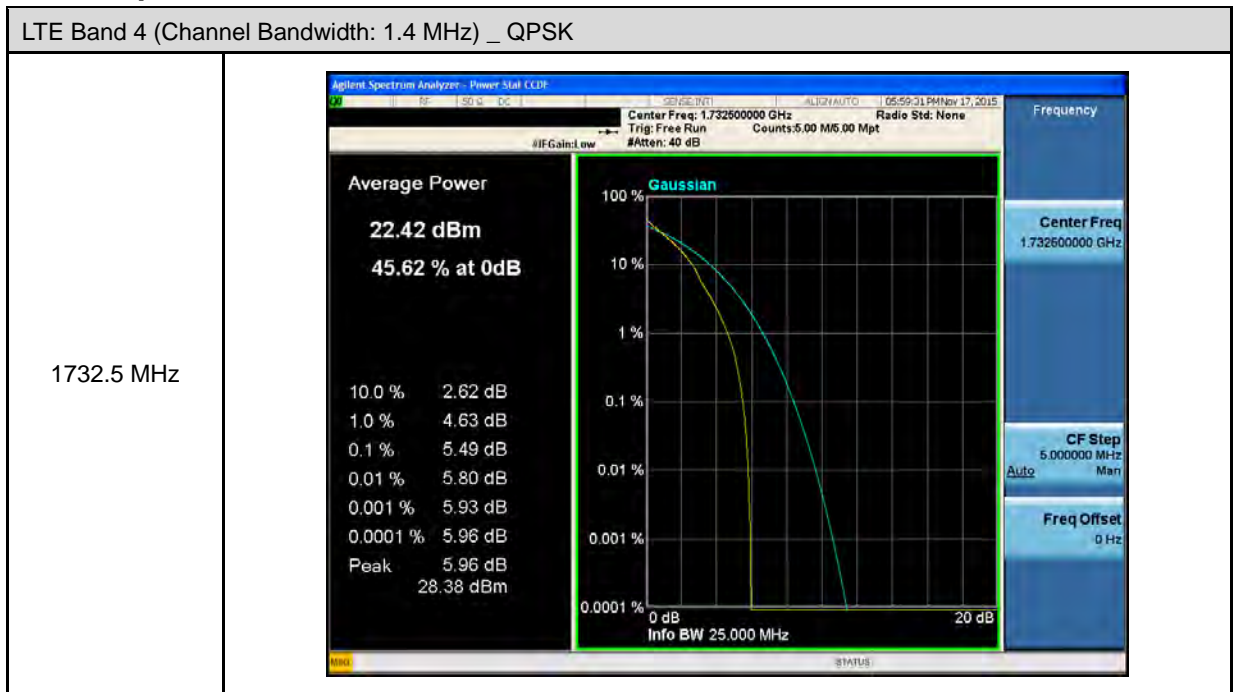 LTE Band 4 (Channel Bandwidth: 1.4 MHz) _ QPSK
1732.5 MHz
Agilent Spectrum Analyzer - Power Stat CCDF
RF 50 Ω DC SENSE:INT ALIGN AUTO 05:59:31 PM Nov 17, 2015
Center Freq: 1.732500000 GHz Radio Std: None
Trig: Free Run Counts:5.00 M/5.00 Mpt
#IFGain:Low #Atten: 40 dB
Average Power
22.42 dBm
45.62 % at 0dB
10.0 % 2.62 dB
1.0 % 4.63 dB
0.1 % 5.49 dB
0.01 % 5.80 dB
0.001 % 5.93 dB
0.0001 % 5.96 dB
Peak 5.96 dB
28.38 dBm
Gaussian
100 %
10 %
1 %
0.1 %
0.01 %
0.001 %
0.0001 %
0 dB 20 dB
Info BW 25.000 MHz
Frequency
Center Freq
1.732500000 GHz
CF Step
5.000000 MHz
Auto Man
Freq Offset
0 Hz
MSG STATUS